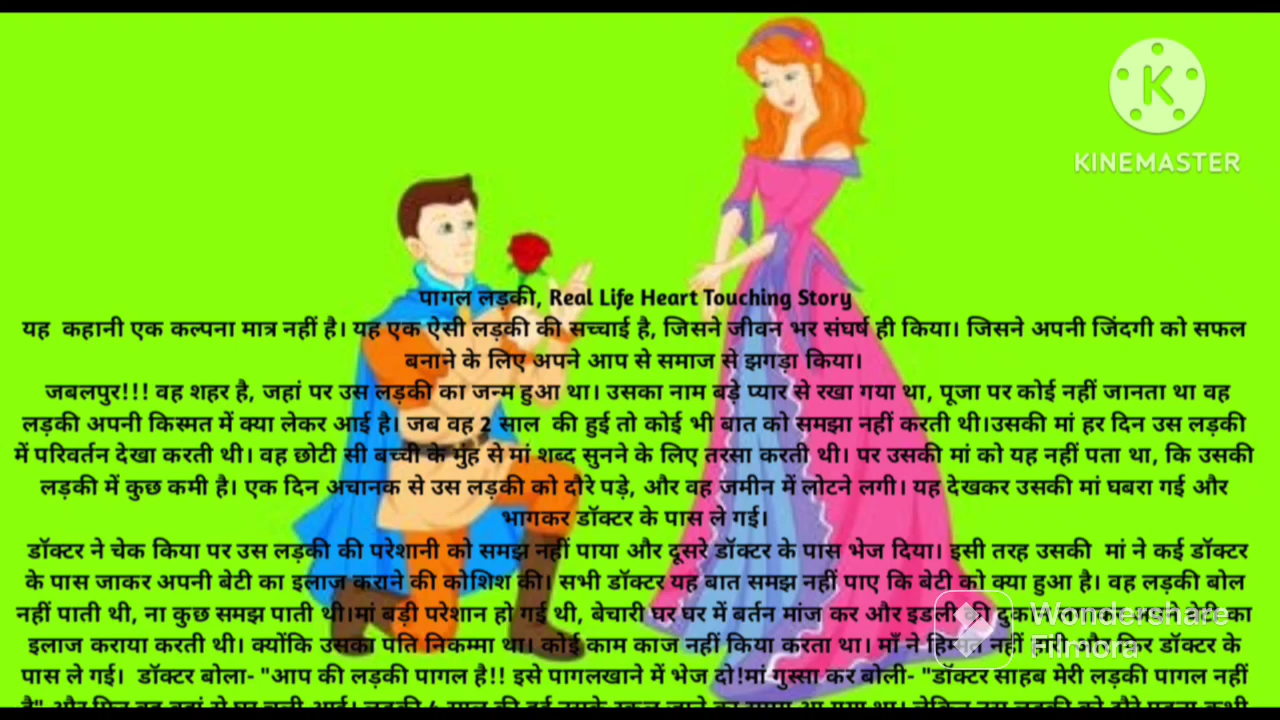 K
KINEMASTER
पागल लड़की, Real Life Heart Touching Story
यह कहानी एक कल्पना मात्र नहीं है। यह एक ऐसी लड़की की सच्चाई है, जिसने जीवन भर संघर्ष ही किया। जिसने अपनी जिंदगी को सफल
बनाने के लिए अपने आप से समाज से झगड़ा किया।
जबलपुर!!! वह शहर है, जहां पर उस लड़की का जन्म हुआ था। उसका नाम बड़े प्यार से रखा गया था, पूजा पर कोई नहीं जानता था वह
लड़की अपनी किस्मत में क्या लेकर आई है। जब वह 2 साल की हुई तो कोई भी बात को समझा नहीं करती थी।उसकी मां हर दिन उस लड़की
में परिवर्तन देखा करती थी। वह छोटी सी बच्ची के मुंह से मां शब्द सुनने के लिए तरसा करती थी। पर उसकी मां को यह नहीं पता था, कि उसकी
लड़की में कुछ कमी है। एक दिन अचानक से उस लड़की को दौरे पड़े, और वह जमीन में लोटने लगी। यह देखकर उसकी मां घबरा गई और
भागकर डॉक्टर के पास ले गई।
डॉक्टर ने चेक किया पर उस लड़की की परेशानी को समझ नहीं पाया और दूसरे डॉक्टर के पास भेज दिया। इसी तरह उसकी मां ने कई डॉक्टर
के पास जाकर अपनी बेटी का इलाज कराने की कोशिश की। सभी डॉक्टर यह बात समझ नहीं पाए कि बेटी को क्या हुआ है। वह लड़की बोल
नहीं पाती थी, ना कुछ समझ पाती थी।मां बड़ी परेशान हो गई थी, बेचारी घर घर में बर्तन मांज कर और इडली की का
इलाज कराया करती थी। क्योंकि उसका पति निकम्मा था। कोई काम काज नहीं किया करता था। माँ ने नहीं डॉक्टर के
पास ले गई। डॉक्टर बोला- "आप की लड़की पागल है!! इसे पागलखाने में भेज दो!मां गुस्सा कर बोली- "डॉक्टर साहब मेरी लड़की पागल नहीं
Wondershare
Filmora